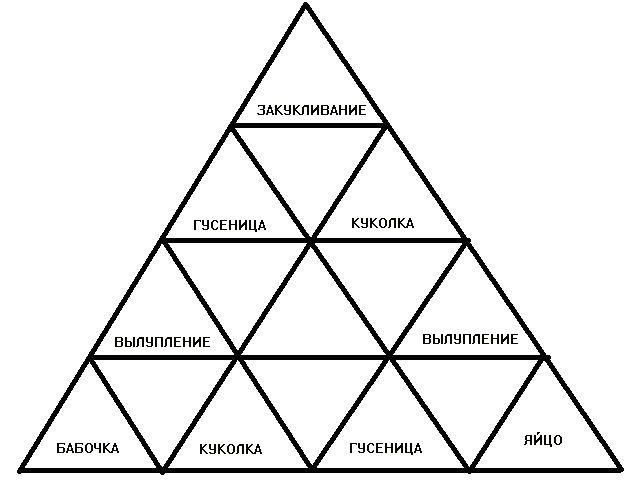 ЗАКУКЛИВАНИЕ
ГУСЕНИЦА
КУКОЛКА
ВЫЛУПЛЕНИЕ
ВЫЛУПЛЕНИЕ
БАБОЧКА
КУКОЛКА
ГУСЕНИЦА
ЯЙЦО